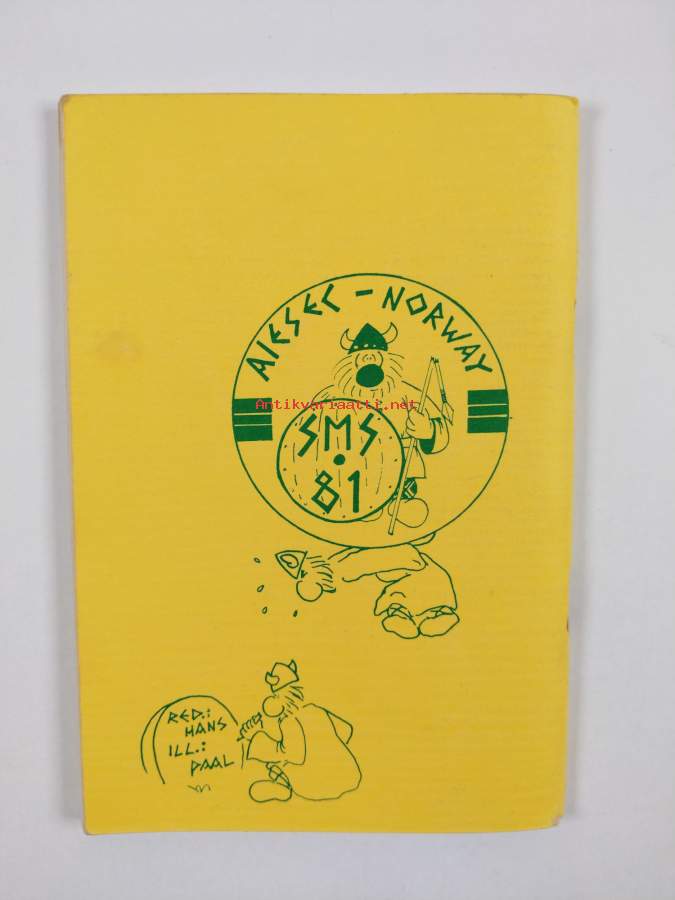 AIESEC - NORWAY
Antikvariaatti.net
SMS
• 81
RED.:
HANS
ILL.:
PAAL